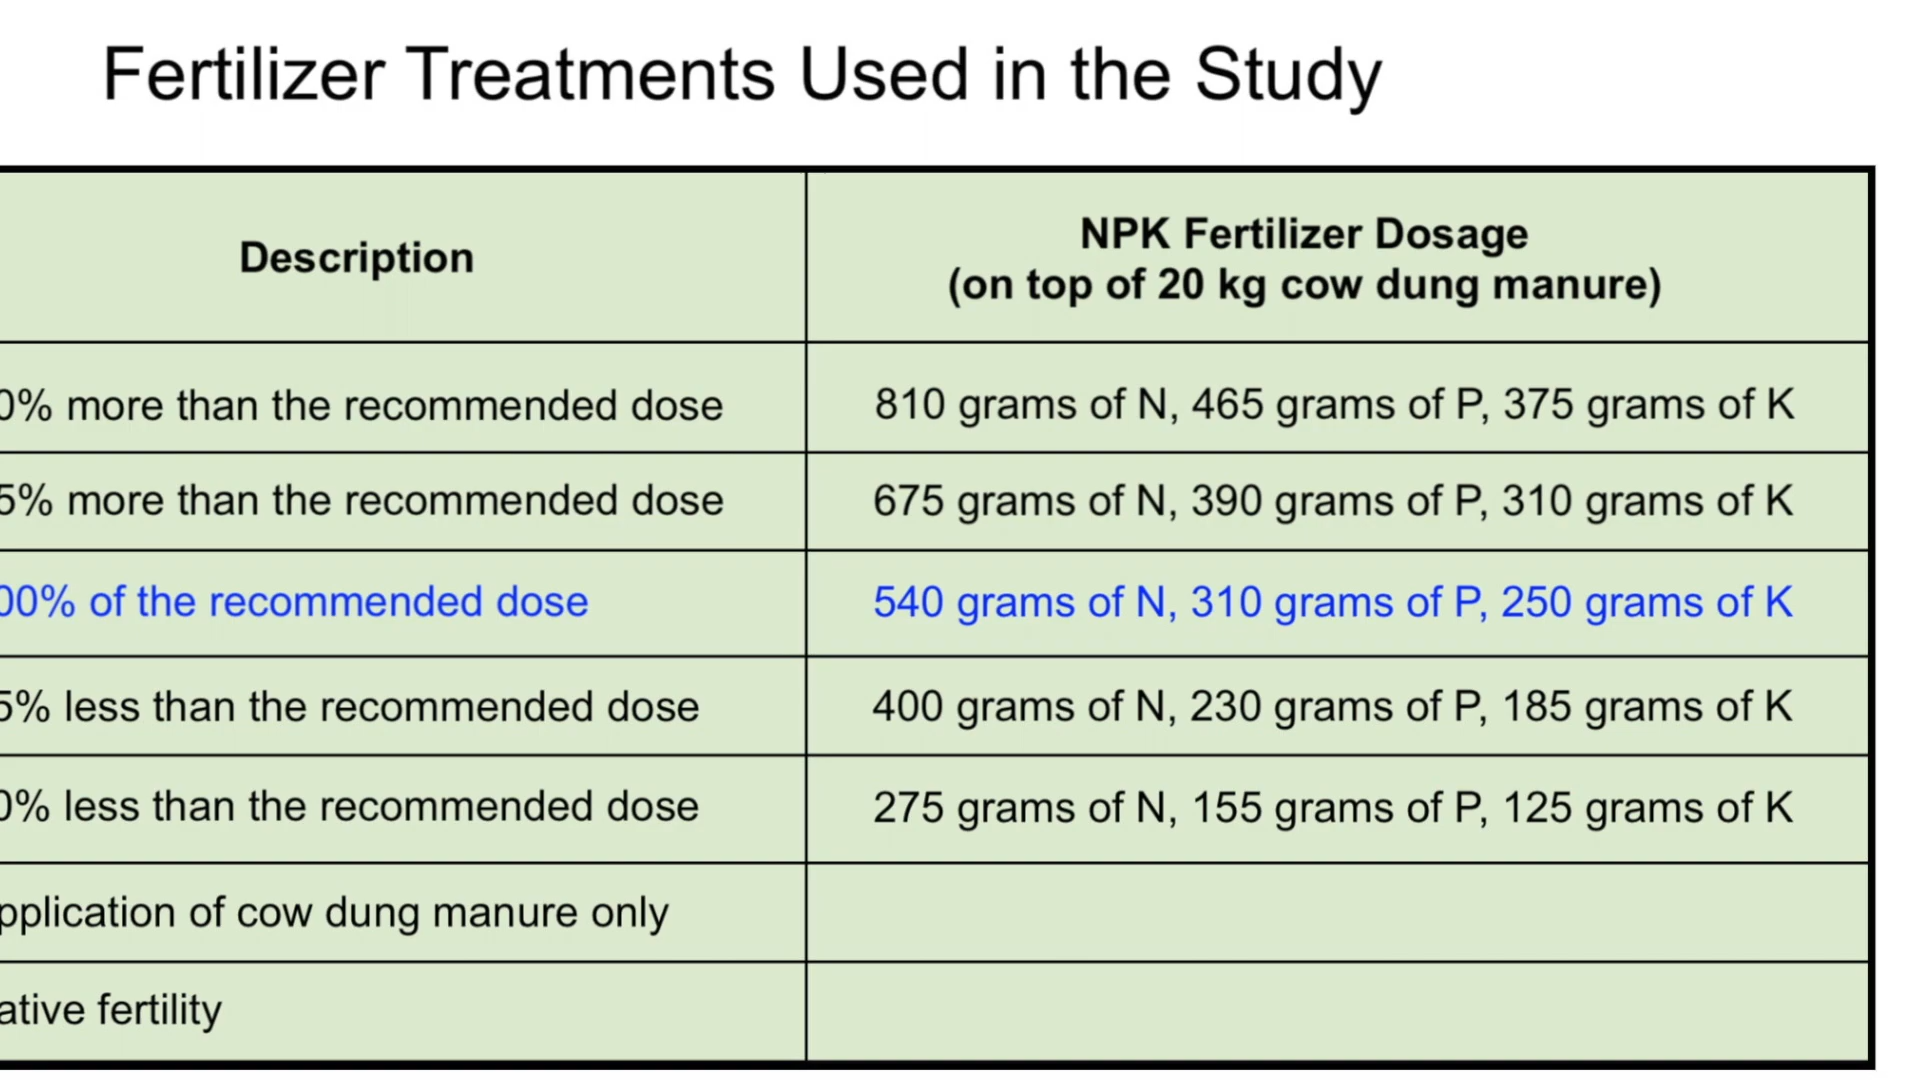 Fertilizer Treatments Used in the Study
Description
NPK Fertilizer Dosage
(on top of 20 kg cow dung manure)
0% more than the recommended dose
810 grams of N, 465 grams of P, 375 grams of K
5% more than the recommended dose
675 grams of N, 390 grams of P, 310 grams of K
00% of the recommended dose
540 grams of N, 310 grams of P, 250 grams of K
5% less than the recommended dose
400 grams of N, 230 grams of P, 185 grams of K
0% less than the recommended dose
275 grams of N, 155 grams of P, 125 grams of K
pplication of cow dung manure only
ative fertility